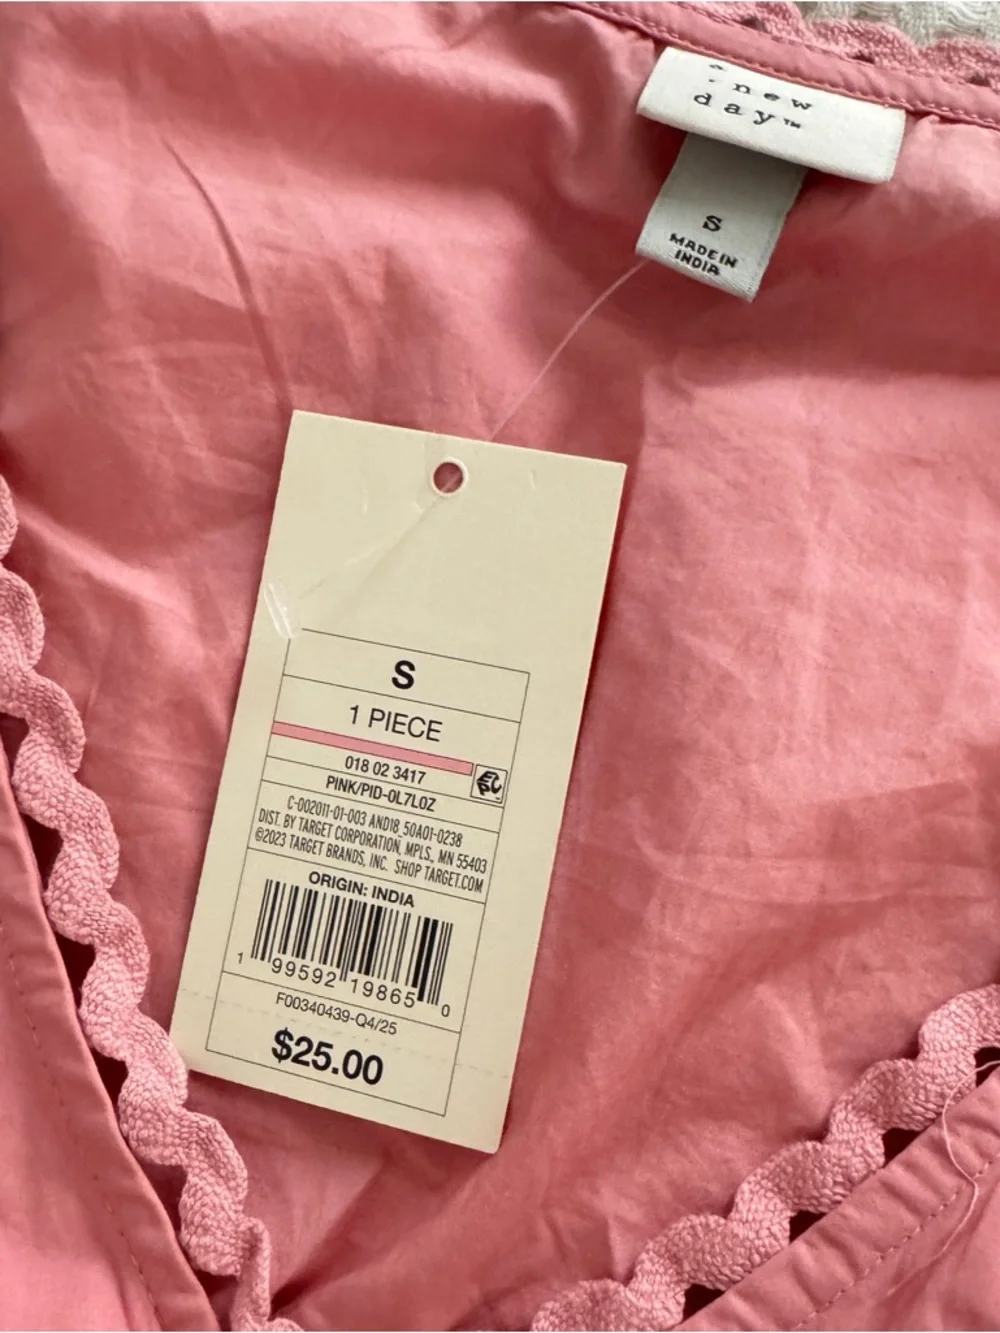 new
day™
S
MADE IN
INDIA
S
1 PIECE
018 02 3417
PINK/PID-0L7L0Z
C-002011-01-003 AND18_50A01-0238
DIST. BY TARGET CORPORATION, MPLS., MN 55403
©2023 TARGET BRANDS, INC. SHOP TARGET.COM
ORIGIN: INDIA
1 99592 19865 0
F00340439-Q4/25
$25.00